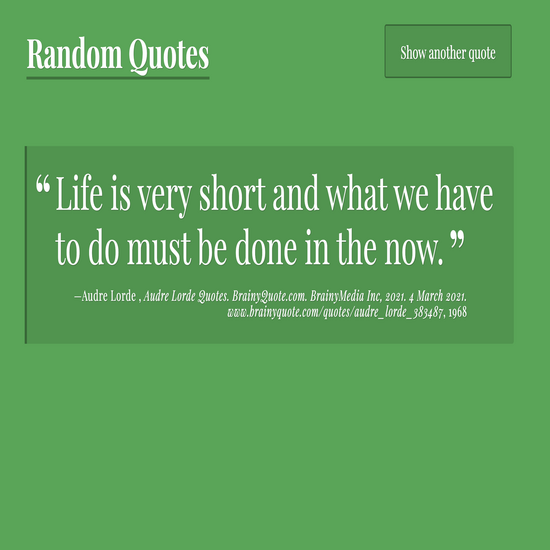 Random Quotes
Show another quote
“ Life is very short and what we have
to do must be done in the now. ”
–Audre Lorde , Audre Lorde Quotes. BrainyQuote.com. BrainyMedia Inc, 2021. 4 March 2021.
www.brainyquote.com/quotes/audre_lorde_383487, 1968